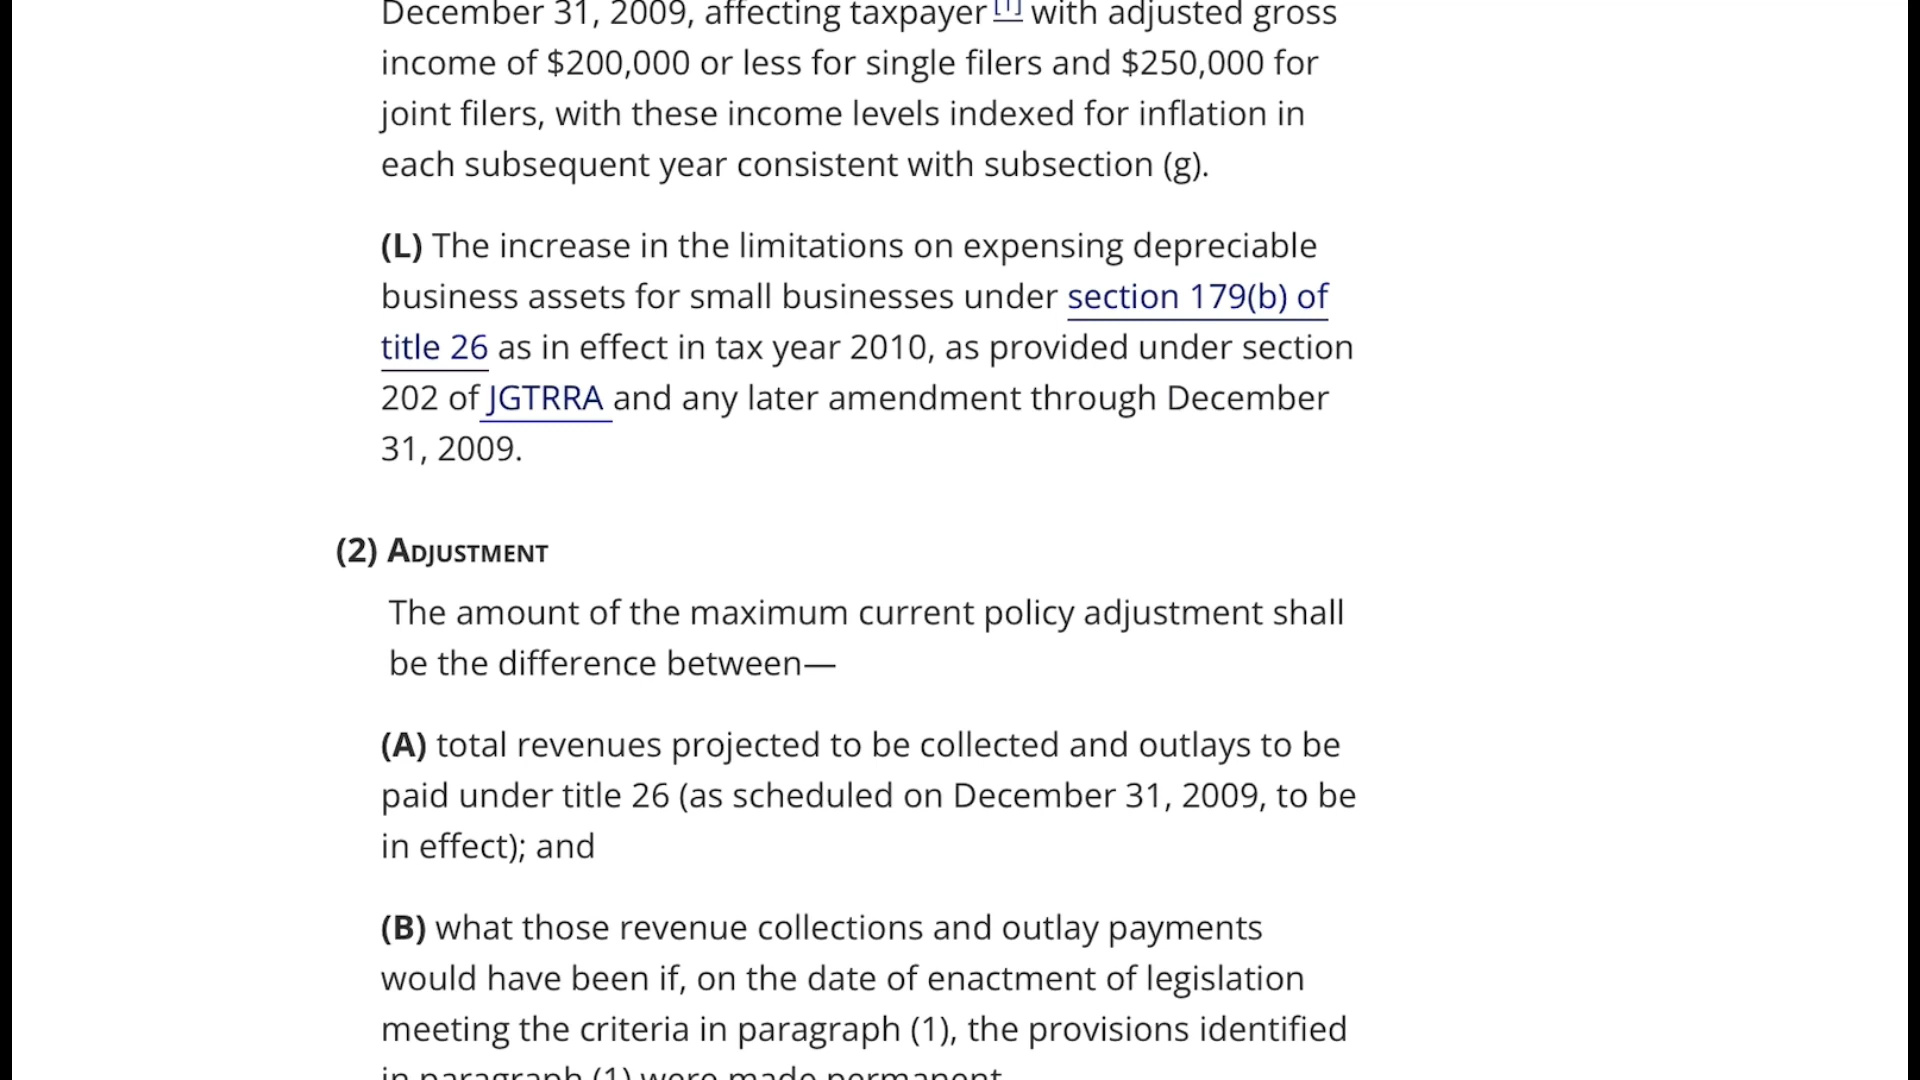 December 31, 2009, affecting taxpayer [1] with adjusted gross
income of $200,000 or less for single filers and $250,000 for
joint filers, with these income levels indexed for inflation in
each subsequent year consistent with subsection (g).
(L) The increase in the limitations on expensing depreciable
business assets for small businesses under section 179(b) of
title 26 as in effect in tax year 2010, as provided under section
202 of JGTRRA and any later amendment through December
31, 2009.
(2) Adjustment
The amount of the maximum current policy adjustment shall
be the difference between—
(A) total revenues projected to be collected and outlays to be
paid under title 26 (as scheduled on December 31, 2009, to be
in effect); and
(B) what those revenue collections and outlay payments
would have been if, on the date of enactment of legislation
meeting the criteria in paragraph (1), the provisions identified
in paragraph (1) were made permanent